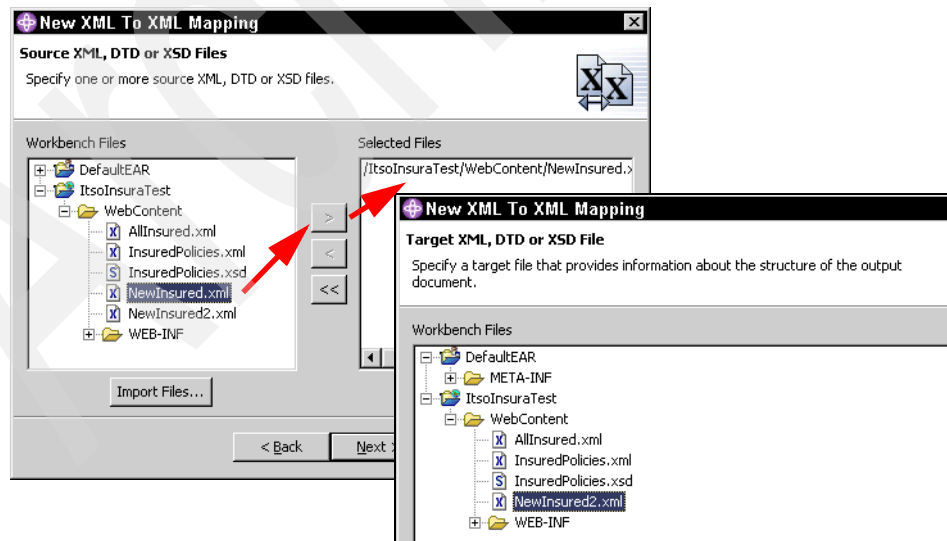 New XML To XML Mapping
Source XML, DTD or XSD Files
Specify one or more source XML, DTD or XSD files.
Workbench Files
DefaultEAR
ItsoInsuraTest
WebContent
AllInsured.xml
InsuredPolicies.xml
InsuredPolicies.xsd
NewInsured.xml
NewInsured2.xml
WEB-INF
Import Files...
>
<
<<
Selected Files
/ItsoInsuraTest/WebContent/NewInsured.x
< Back
Next >
New XML To XML Mapping
Target XML, DTD or XSD File
Specify a target file that provides information about the structure of the output
document.
Workbench Files
DefaultEAR
META-INF
ItsoInsuraTest
WebContent
AllInsured.xml
InsuredPolicies.xml
InsuredPolicies.xsd
NewInsured2.xml
WEB-INF